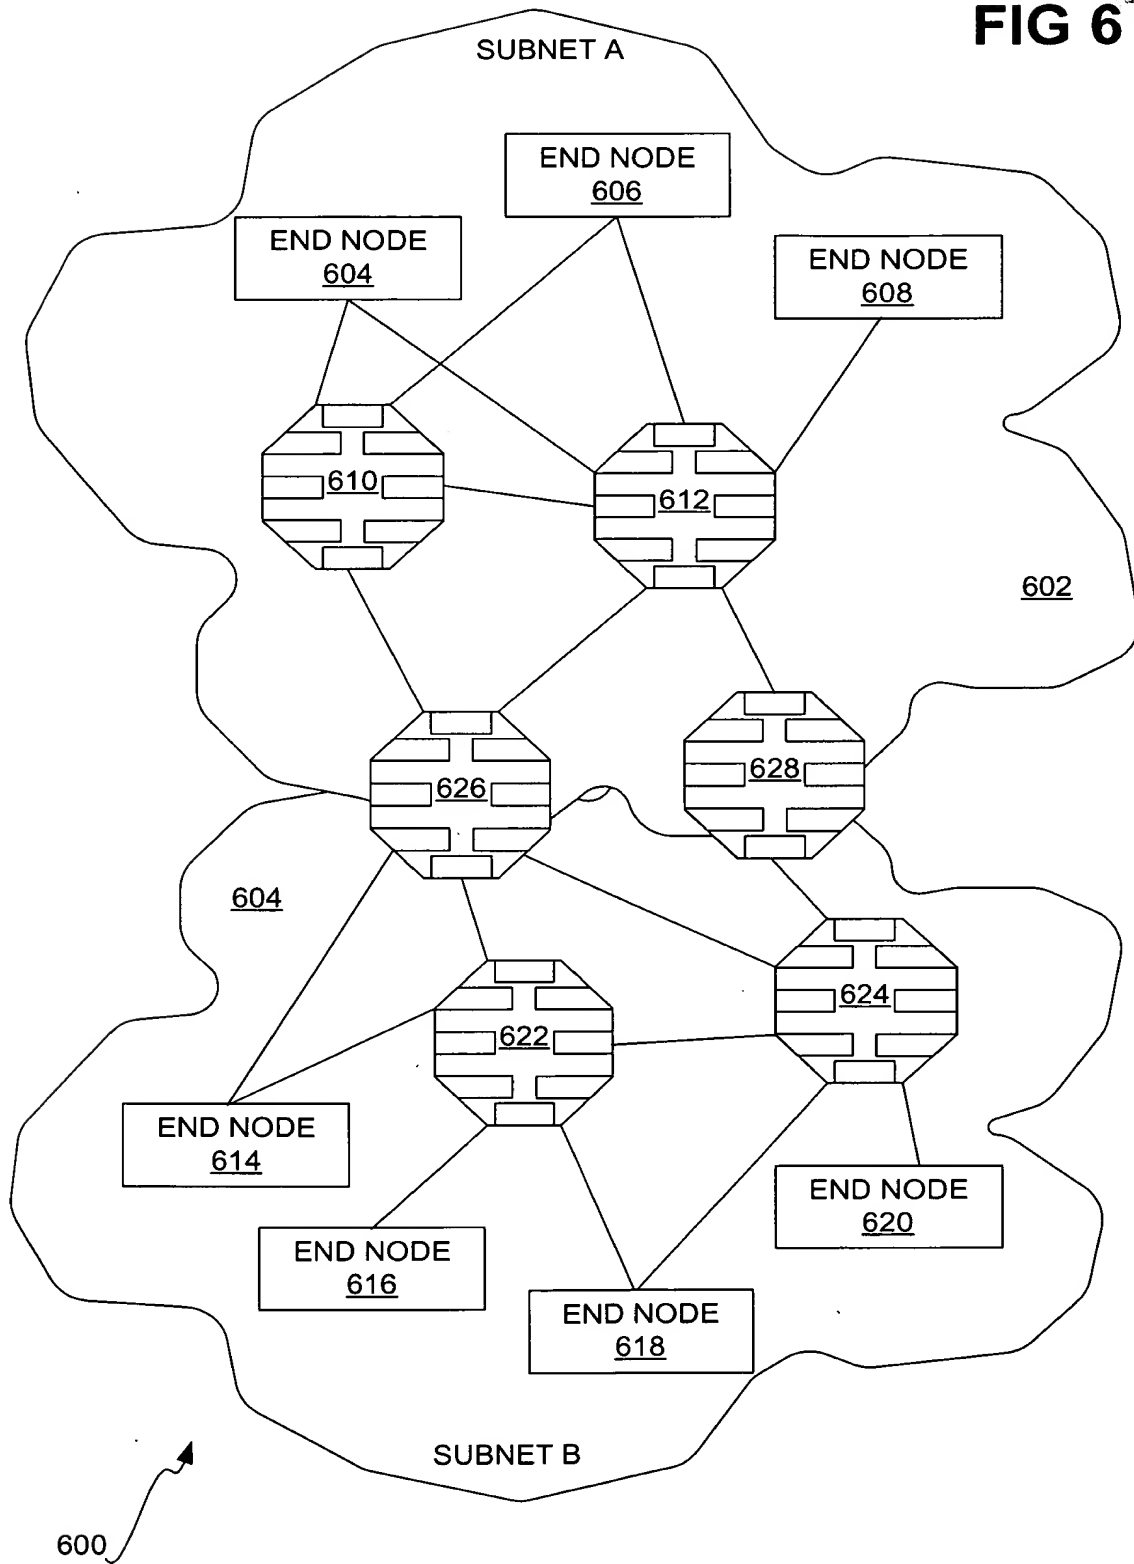 FIG 6
SUBNET A
END NODE
606
END NODE
604
END NODE
608
610
612
602
628
626
604
624
622
END NODE
614
END NODE
620
END NODE
616
END NODE
618
SUBNET B
600